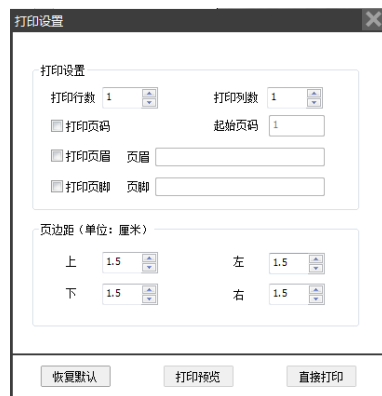 打印设置
打印设置
打印行数 1 打印列数 1
打印页码 起始页码 1
打印页眉 页眉
打印页脚 页脚
页边距（单位：厘米）
上 1.5 左 1.5
下 1.5 右 1.5
恢复默认 打印预览 直接打印